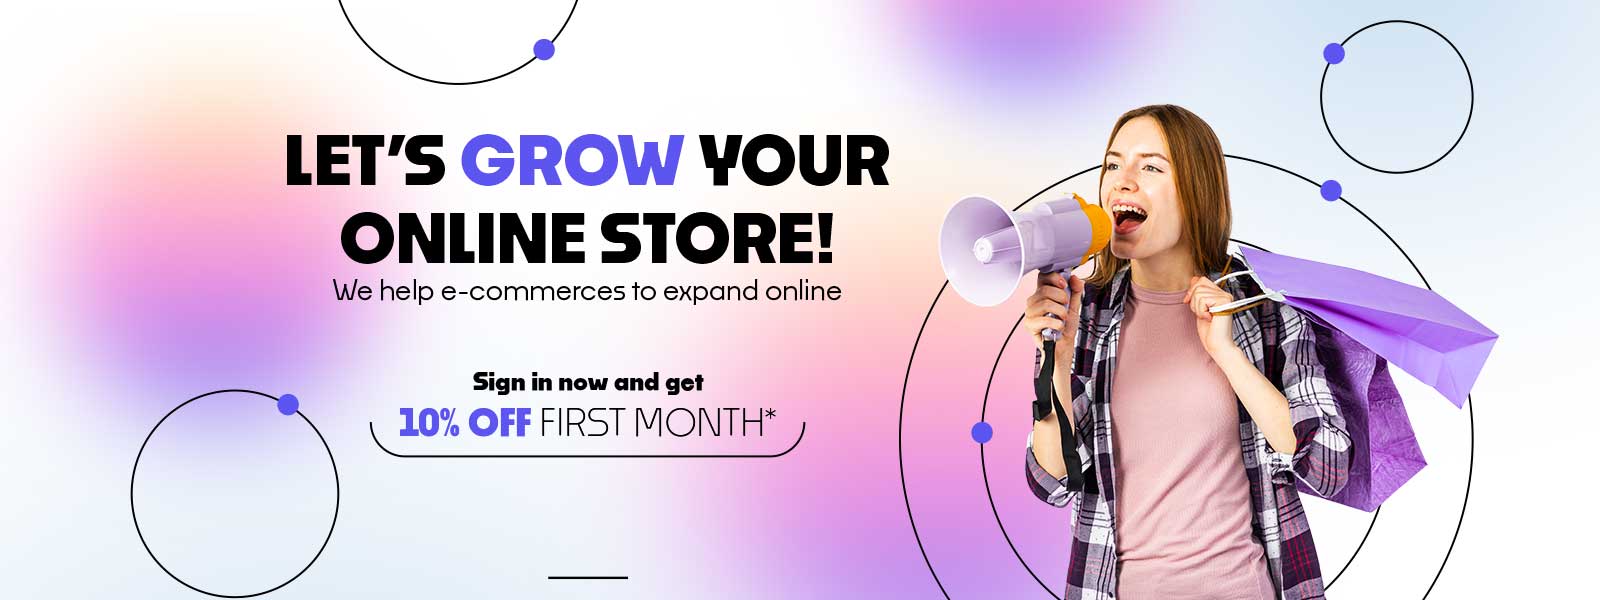 LET’S GROW YOUR
ONLINE STORE!
We help e-commerces to expand online
Sign in now and get
10% OFF FIRST MONTH*